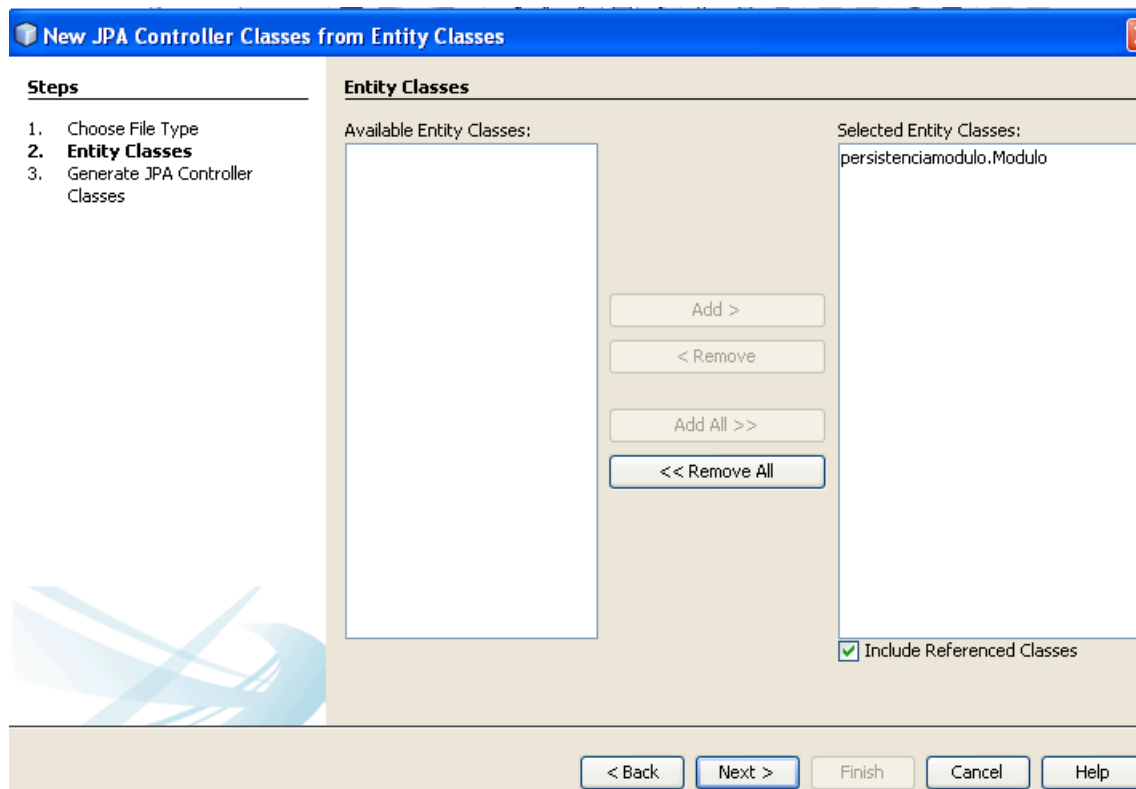 New JPA Controller Classes from Entity Classes
Steps
1. Choose File Type
2. Entity Classes
3. Generate JPA Controller
Classes
Entity Classes
Available Entity Classes:
Selected Entity Classes:
persistenciamodulo.Modulo
Add >
< Remove
Add All >>
<< Remove All
Include Referenced Classes
< Back
Next >
Finish
Cancel
Help